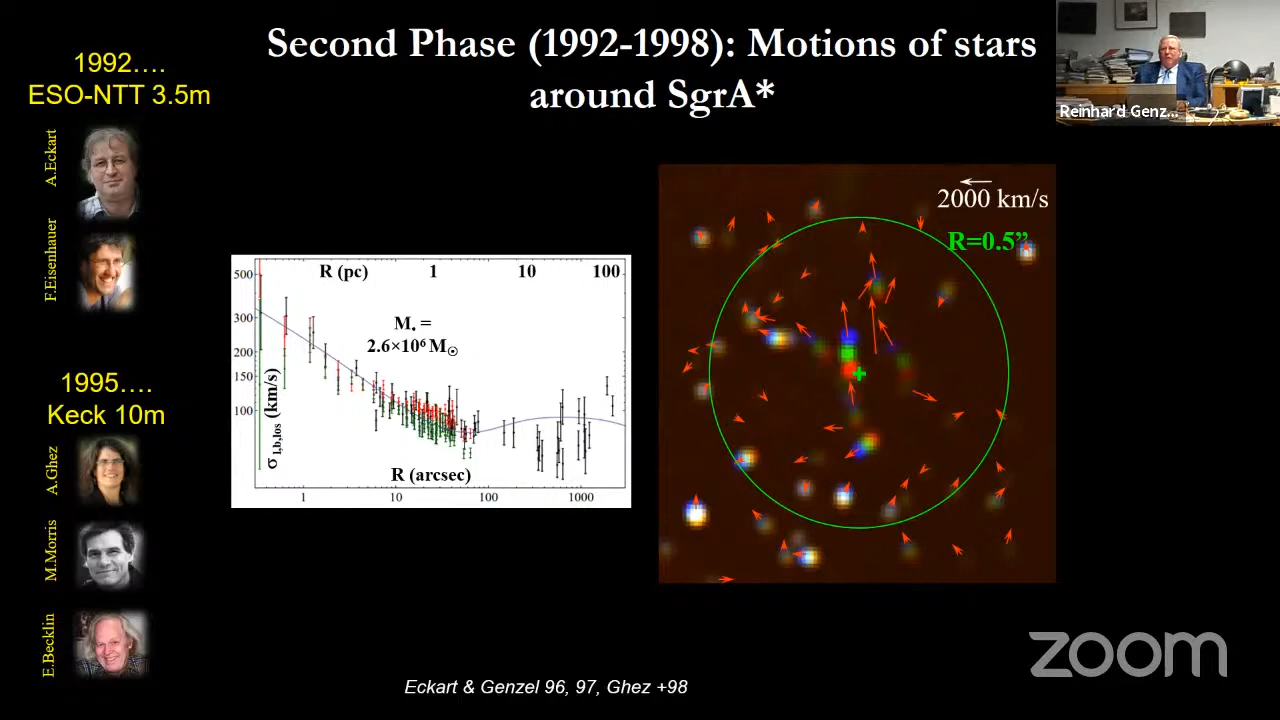 Second Phase (1992-1998): Motions of stars
around SgrA*
1992….
ESO-NTT 3.5m
A.Eckart
F.Eisenhauer
1995….
Keck 10m
A.Ghez
M.Morris
E.Becklin
R (pc) 1 10 100
500
300
200
150
100
M• =
2.6×10⁶ M☉
σ l,b,los (km/s)
R (arcsec)
1 10 100 1000
2000 km/s
R=0.5”
Reinhard Genz...
Eckart & Genzel 96, 97, Ghez +98
zoom